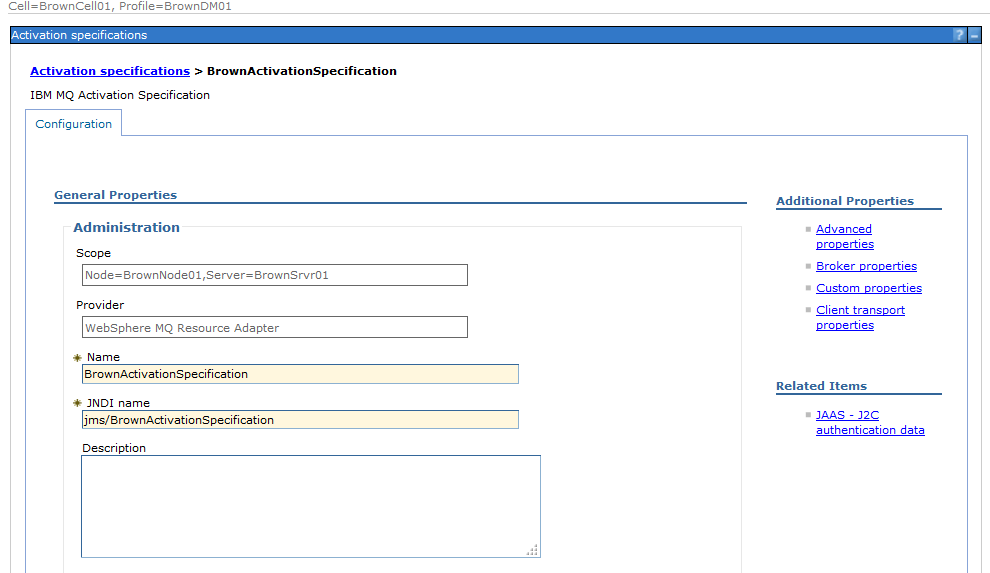 Cell=BrownCell01, Profile=BrownDM01
Activation specifications
? –
Activation specifications > BrownActivationSpecification
IBM MQ Activation Specification
Configuration
General Properties
Administration
Scope
Node=BrownNode01,Server=BrownSrvr01
Provider
WebSphere MQ Resource Adapter
Name
BrownActivationSpecification
JNDI name
jms/BrownActivationSpecification
Description
Additional Properties
Advanced
properties
Broker properties
Custom properties
Client transport
properties
Related Items
JAAS - J2C
authentication data